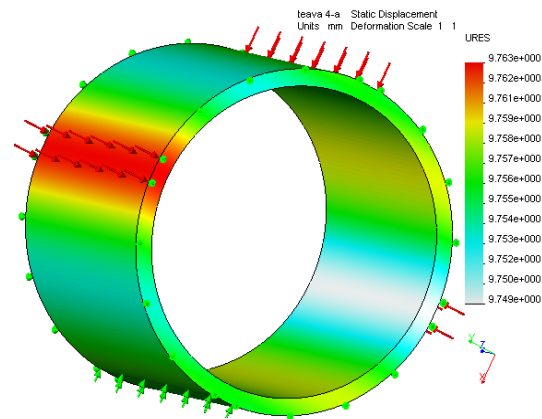 teava 4-a Static Displacement
Units mm Deformation Scale 1 1
URES
9.763e+000
9.762e+000
9.761e+000
9.759e+000
9.758e+000
9.757e+000
9.756e+000
9.755e+000
9.754e+000
9.753e+000
9.752e+000
9.750e+000
9.749e+000
Y
Z
X